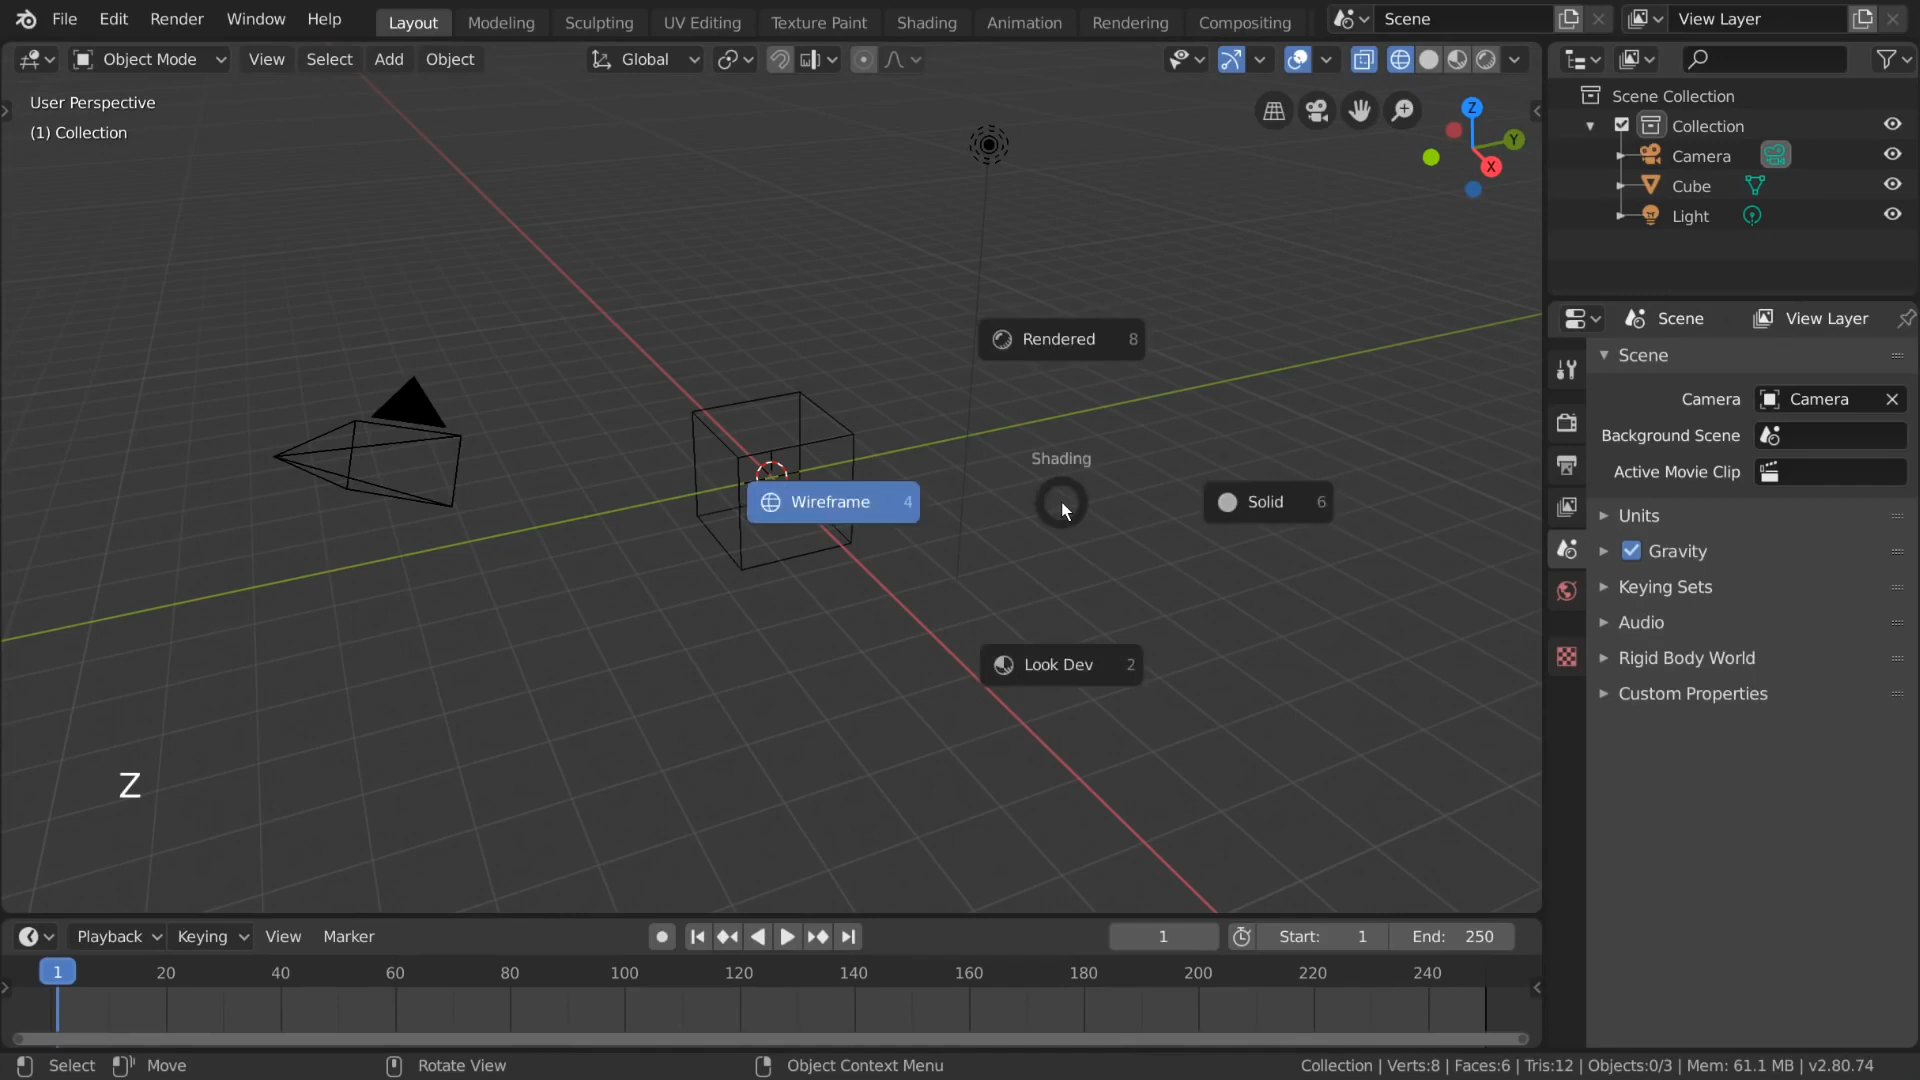 File Edit Render Window Help Layout Modeling Sculpting UV Editing Texture Paint Shading Animation Rendering Compositing Scene View Layer
Object Mode View Select Add Object Global
User Perspective
(1) Collection
Z
Y
X
Scene Collection
Collection
Camera
Cube
Light
Rendered 8
Shading
Wireframe 4
Solid 6
Look Dev 2
Z
Scene View Layer
Scene
Camera Camera
Background Scene
Active Movie Clip
Units
Gravity
Keying Sets
Audio
Rigid Body World
Custom Properties
Playback Keying View Marker 1 Start: 1 End: 250
1 20 40 60 80 100 120 140 160 180 200 220 240
Select Move Rotate View Object Context Menu Collection | Verts:8 | Faces:6 | Tris:12 | Objects:0/3 | Mem: 61.1 MB | v2.80.74